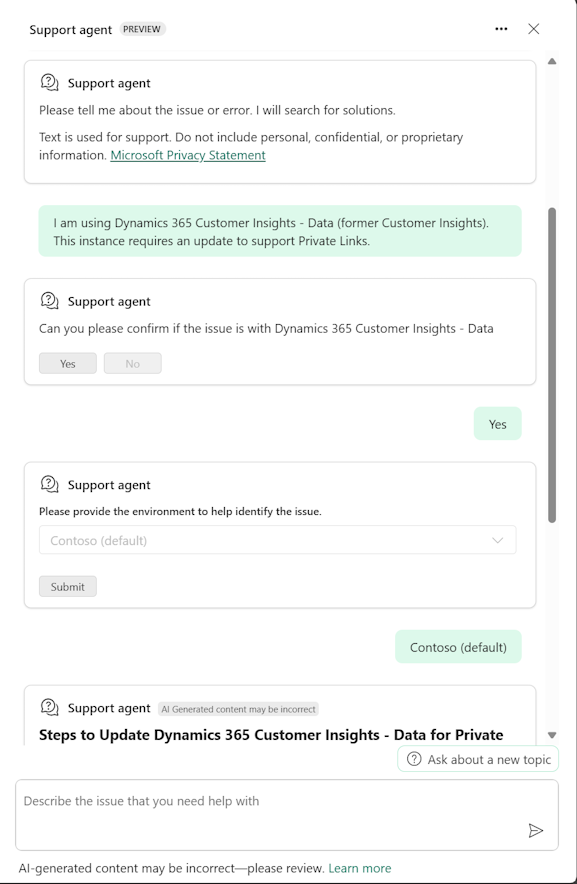 Support agent PREVIEW
Support agent
Please tell me about the issue or error. I will search for solutions.
Text is used for support. Do not include personal, confidential, or proprietary
information. Microsoft Privacy Statement
I am using Dynamics 365 Customer Insights - Data (former Customer Insights).
This instance requires an update to support Private Links.
Support agent
Can you please confirm if the issue is with Dynamics 365 Customer Insights - Data
Yes No
Yes
Support agent
Please provide the environment to help identify the issue.
Contoso (default)
Submit
Contoso (default)
Support agent AI Generated content may be incorrect
Steps to Update Dynamics 365 Customer Insights - Data for Private
Ask about a new topic
Describe the issue that you need help with
AI-generated content may be incorrect—please review. Learn more